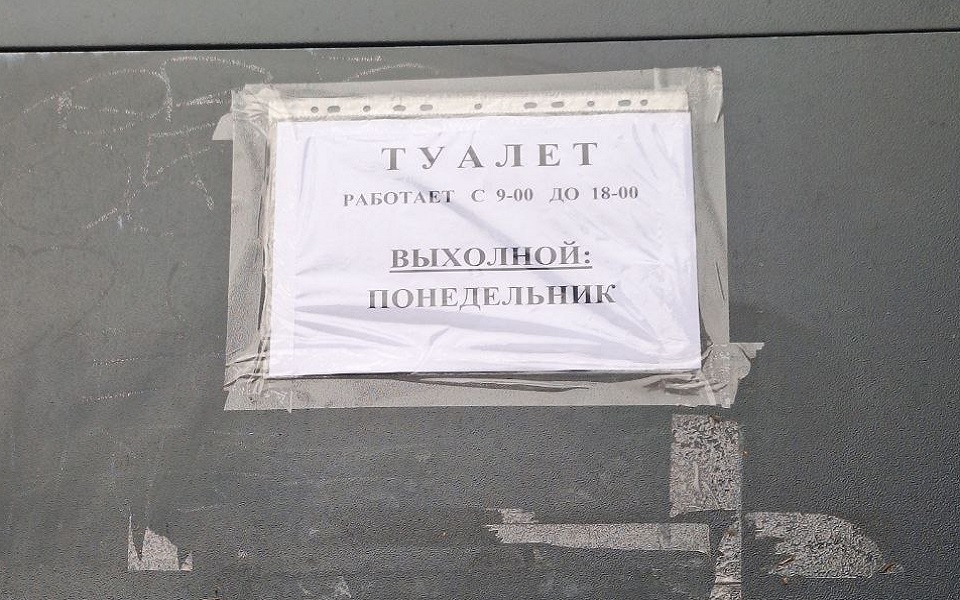 ТУАЛЕТ
РАБОТАЕТ С 9-00 ДО 18-00
ВЫХОЛНОЙ:
ПОНЕДЕЛЬНИК